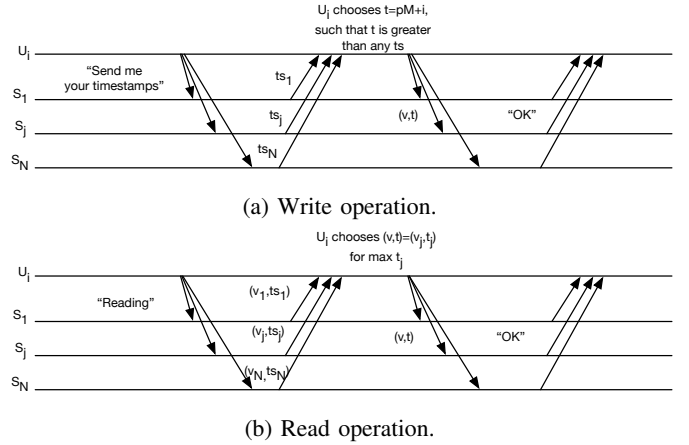 U_i chooses t=pM+i,
such that t is greater
than any ts
U_i
"Send me
your timestamps"
ts_1
S_1
ts_j
(v,t)
"OK"
S_j
ts_N
S_N
(a) Write operation.
U_i chooses (v,t)=(v_j,t_j)
for max t_j
U_i
"Reading"
(v_1,ts_1)
S_1
(v_j,ts_j)
(v,t)
"OK"
S_j
(v_N,ts_N)
S_N
(b) Read operation.